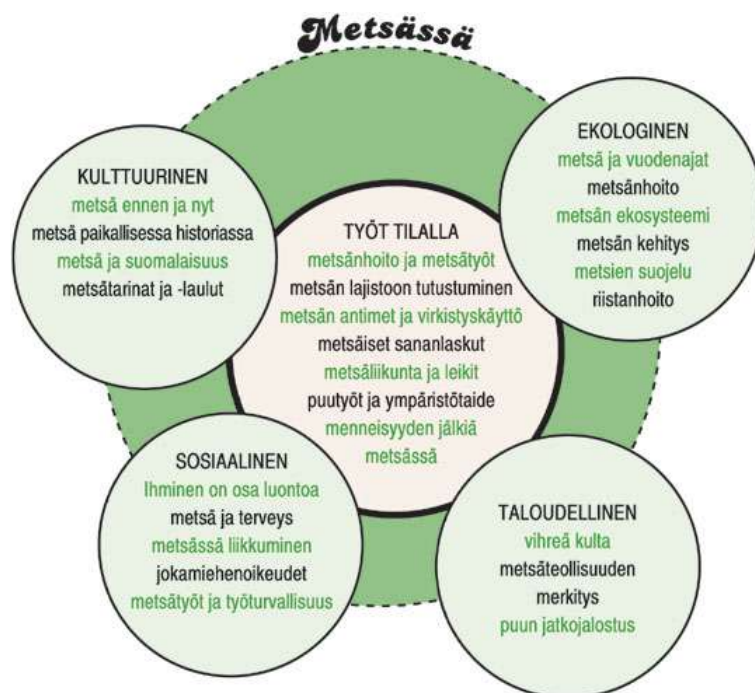 Metsässä
KULTTUURINEN
metsä ennen ja nyt
metsä paikallisessa historiassa
metsä ja suomalaisuus
metsätarinat ja -laulut
EKOLOGINEN
metsä ja vuodenajat
metsänhoito
metsän ekosysteemi
metsän kehitys
metsien suojelu
riistanhoito
TYÖT TILALLA
metsänhoito ja metsätyöt
metsän lajistoon tutustuminen
metsän antimet ja virkistyskäyttö
metsäiset sananlaskut
metsäliikunta ja leikit
puutyöt ja ympäristötaide
menneisyyden jälkiä
metsässä
SOSIAALINEN
Ihminen on osa luontoa
metsä ja terveys
metsässä liikkuminen
jokamiehenoikeudet
metsätyöt ja työturvallisuus
TALOUDELLINEN
vihreä kulta
metsäteollisuuden
merkitys
puun jatkojalostus